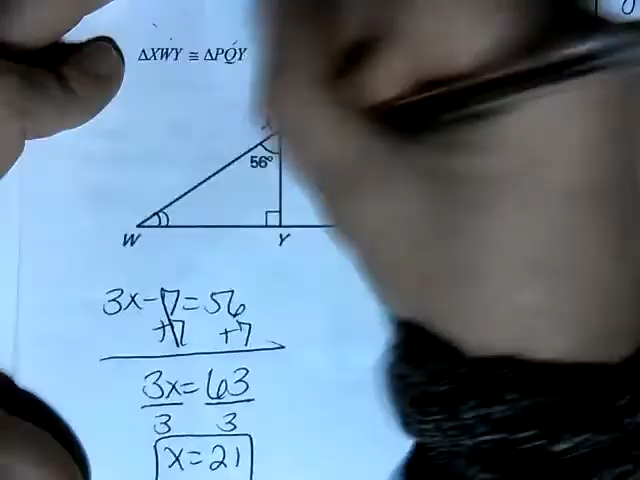 ΔXWY ≅ ΔPQY
56°
W Y
3x-7=56
+7 +7
3x=63
3 3
x=21